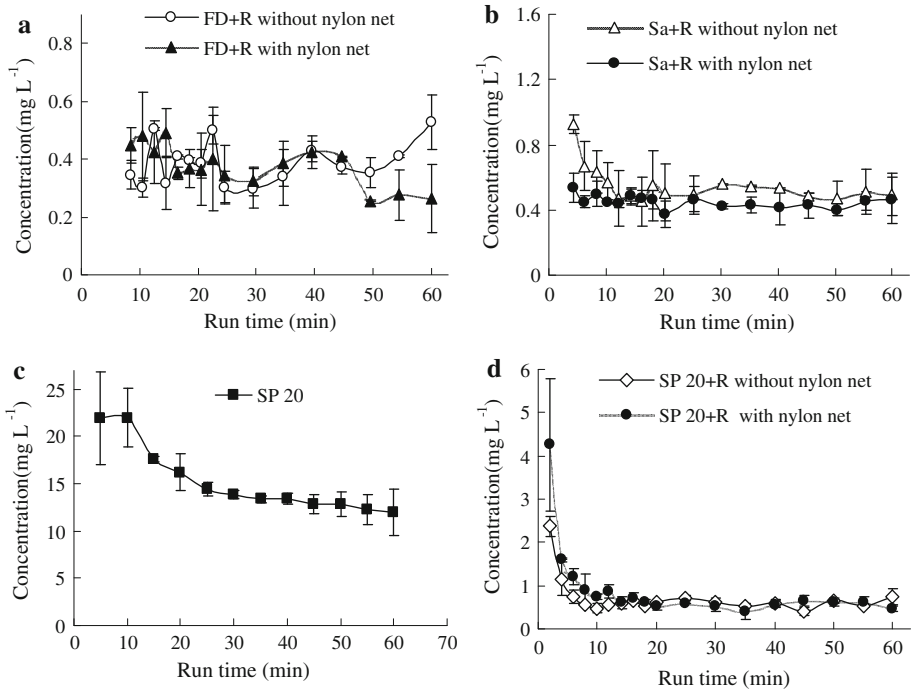 a
FD+R without nylon net
FD+R with nylon net
Concentration(mg L⁻¹)
0.8
0.6
0.4
0.2
0
0 10 20 30 40 50 60
Run time (min)
b
Sa+R without nylon net
Sa+R with nylon net
Concentration(mg L⁻¹)
1.6
1.2
0.8
0.4
0
0 10 20 30 40 50 60
Run time (min)
c
SP 20
Concentration(mg L⁻¹)
25
20
15
10
5
0
0 10 20 30 40 50 60 70
Run time (min)
d
SP 20+R without nylon net
SP 20+R with nylon net
Concentration(mg L⁻¹)
6
5
4
3
2
1
0
0 10 20 30 40 50 60
Run time (min)